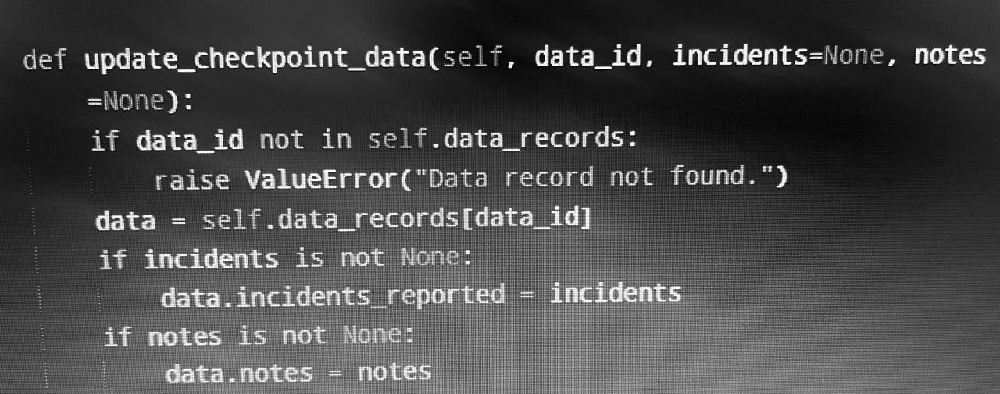 def update_checkpoint_data(self, data_id, incidents=None, notes
=None):
if data_id not in self.data_records:
raise ValueError("Data record not found.")
data = self.data_records[data_id]
if incidents is not None:
data.incidents_reported = incidents
if notes is not None:
data.notes = notes